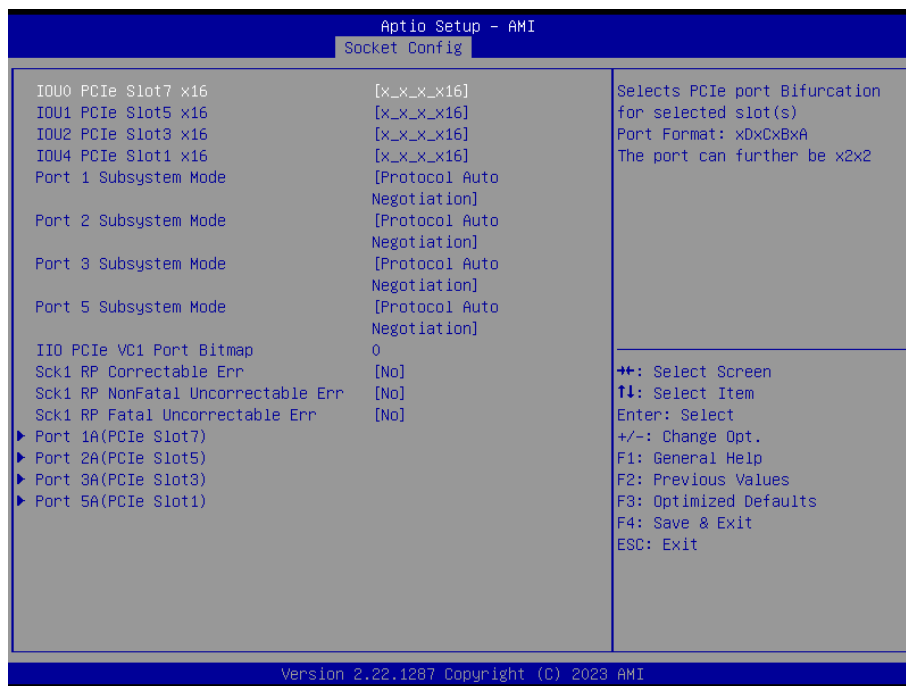 Aptio Setup – AMI
Socket Config
IOU0 PCIe Slot7 x16 [x_x_x_x16]
IOU1 PCIe Slot5 x16 [x_x_x_x16]
IOU2 PCIe Slot3 x16 [x_x_x_x16]
IOU4 PCIe Slot1 x16 [x_x_x_x16]
Port 1 Subsystem Mode [Protocol Auto
Negotiation]
Port 2 Subsystem Mode [Protocol Auto
Negotiation]
Port 3 Subsystem Mode [Protocol Auto
Negotiation]
Port 5 Subsystem Mode [Protocol Auto
Negotiation]
IIO PCIe VC1 Port Bitmap 0
Sck1 RP Correctable Err [No]
Sck1 RP NonFatal Uncorrectable Err [No]
Sck1 RP Fatal Uncorrectable Err [No]
Port 1A(PCIe Slot7)
Port 2A(PCIe Slot5)
Port 3A(PCIe Slot3)
Port 5A(PCIe Slot1)
Selects PCIe port Bifurcation
for selected slot(s)
Port Format: xDxCxBxA
The port can further be x2x2
→←: Select Screen
↑↓: Select Item
Enter: Select
+/-: Change Opt.
F1: General Help
F2: Previous Values
F3: Optimized Defaults
F4: Save & Exit
ESC: Exit
Version 2.22.1287 Copyright (C) 2023 AMI